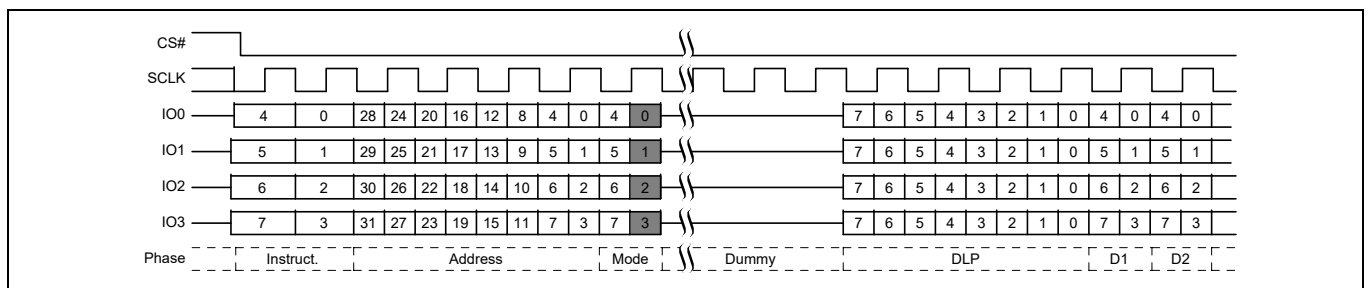 CS#
SCLK
IO0 4 0 28 24 20 16 12 8 4 0 4 0 7 6 5 4 3 2 1 0 4 0 4 0
IO1 5 1 29 25 21 17 13 9 5 1 5 1 7 6 5 4 3 2 1 0 5 1 5 1
IO2 6 2 30 26 22 18 14 10 6 2 6 2 7 6 5 4 3 2 1 0 6 2 6 2
IO3 7 3 31 27 23 19 15 11 7 3 7 3 7 6 5 4 3 2 1 0 7 3 7 3
Phase Instruct. Address Mode Dummy DLP D1 D2